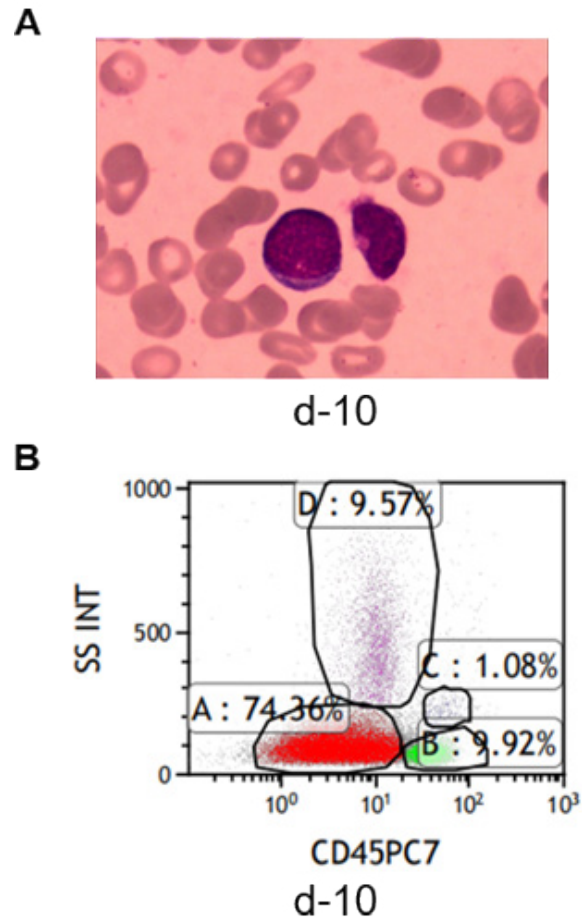 A
d-10
B
1000
D : 9.57%
SS INT
500
C : 1.08%
A : 74.36%
B : 9.92%
0
10⁰ 10¹ 10² 10³
CD45PC7
d-10